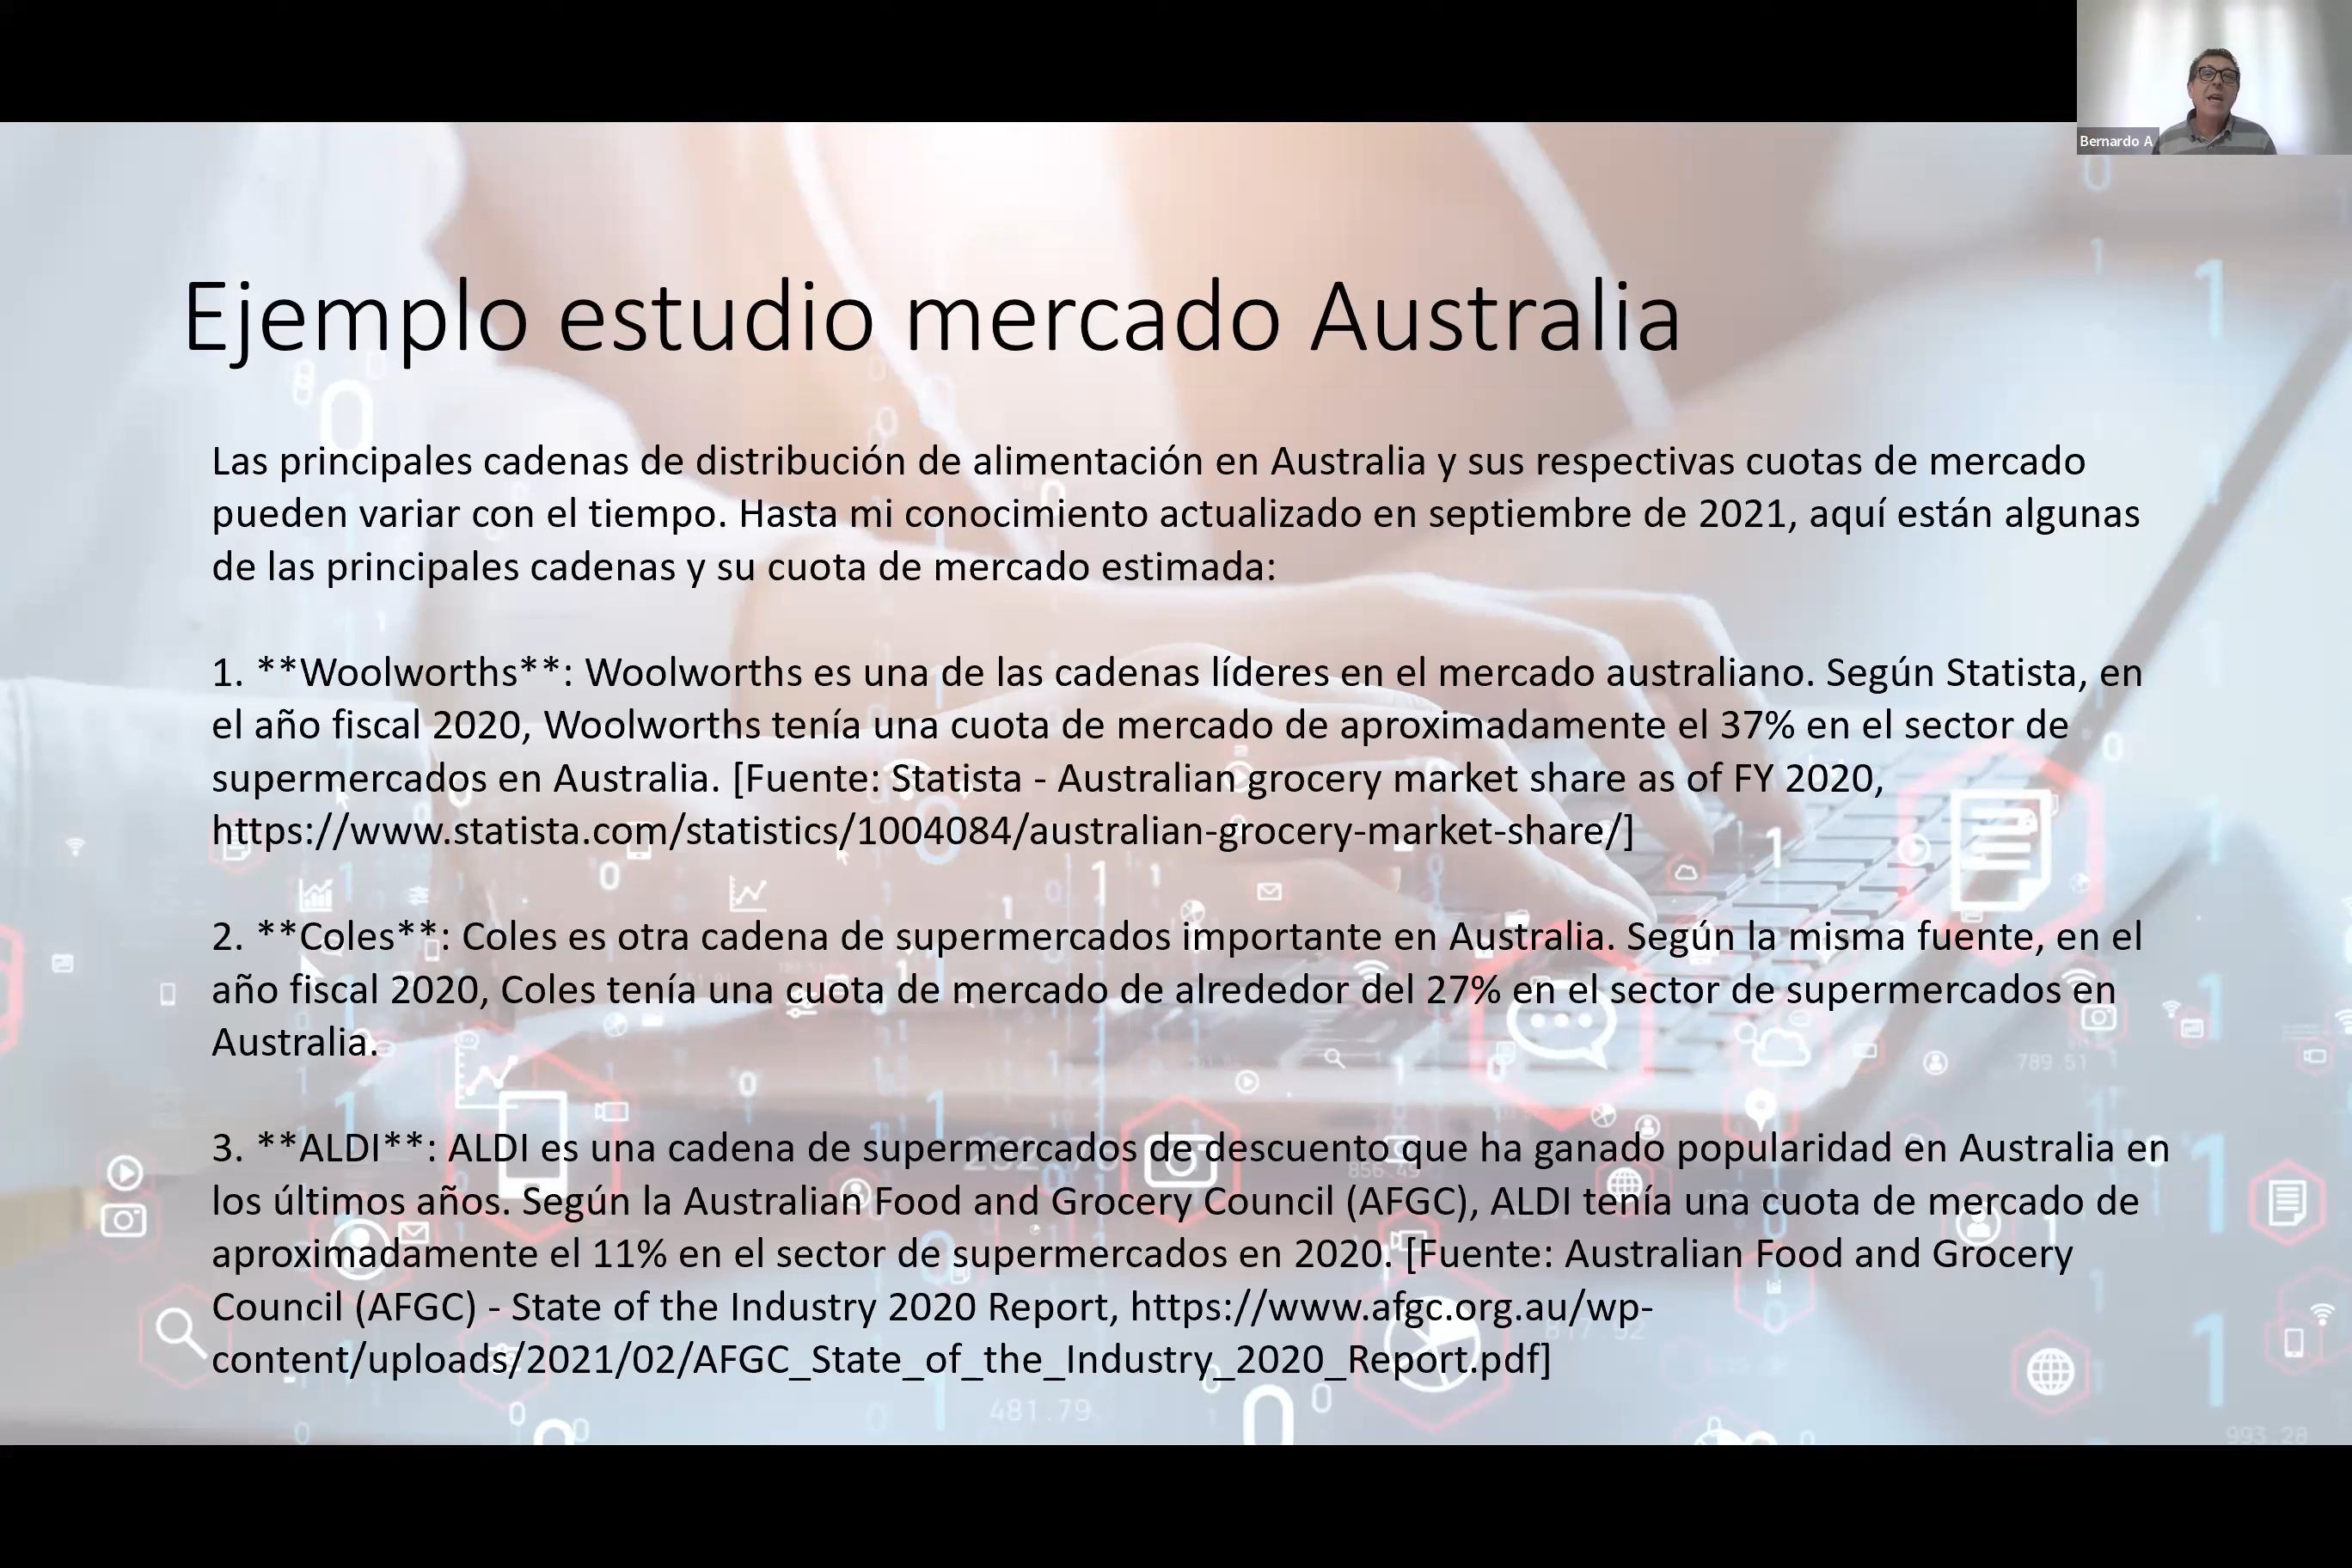 Bernardo A
Ejemplo estudio mercado Australia
Las principales cadenas de distribución de alimentación en Australia y sus respectivas cuotas de mercado
pueden variar con el tiempo. Hasta mi conocimiento actualizado en septiembre de 2021, aquí están algunas
de las principales cadenas y su cuota de mercado estimada:
1. **Woolworths**: Woolworths es una de las cadenas líderes en el mercado australiano. Según Statista, en
el año fiscal 2020, Woolworths tenía una cuota de mercado de aproximadamente el 37% en el sector de
supermercados en Australia. [Fuente: Statista - Australian grocery market share as of FY 2020,
https://www.statista.com/statistics/1004084/australian-grocery-market-share/]
2. **Coles**: Coles es otra cadena de supermercados importante en Australia. Según la misma fuente, en el
año fiscal 2020, Coles tenía una cuota de mercado de alrededor del 27% en el sector de supermercados en
Australia.
3. **ALDI**: ALDI es una cadena de supermercados de descuento que ha ganado popularidad en Australia en
los últimos años. Según la Australian Food and Grocery Council (AFGC), ALDI tenía una cuota de mercado de
aproximadamente el 11% en el sector de supermercados en 2020. [Fuente: Australian Food and Grocery
Council (AFGC) - State of the Industry 2020 Report, https://www.afgc.org.au/wp-
content/uploads/2021/02/AFGC_State_of_the_Industry_2020_Report.pdf]
789.51
856.49
817.92
481.79
993.28